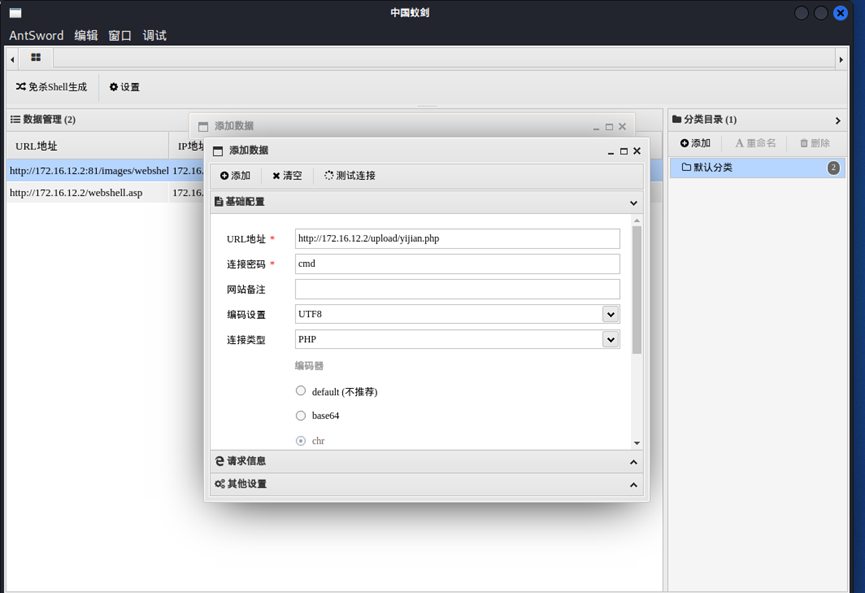 中国蚁剑
AntSword 编辑 窗口 调试
免杀Shell生成 设置
数据管理 (2)
URL地址 IP地址
http://172.16.12.2:81/images/webshel 172.16.
http://172.16.12.2/webshell.asp 172.16.
添加数据
添加数据
添加 清空 测试连接
基础配置
URL地址 * http://172.16.12.2/upload/yijian.php
连接密码 * cmd
网站备注
编码设置 UTF8
连接类型 PHP
编码器
default (不推荐)
base64
chr
请求信息
其他设置
分类目录 (1)
添加 重命名 删除
默认分类 2